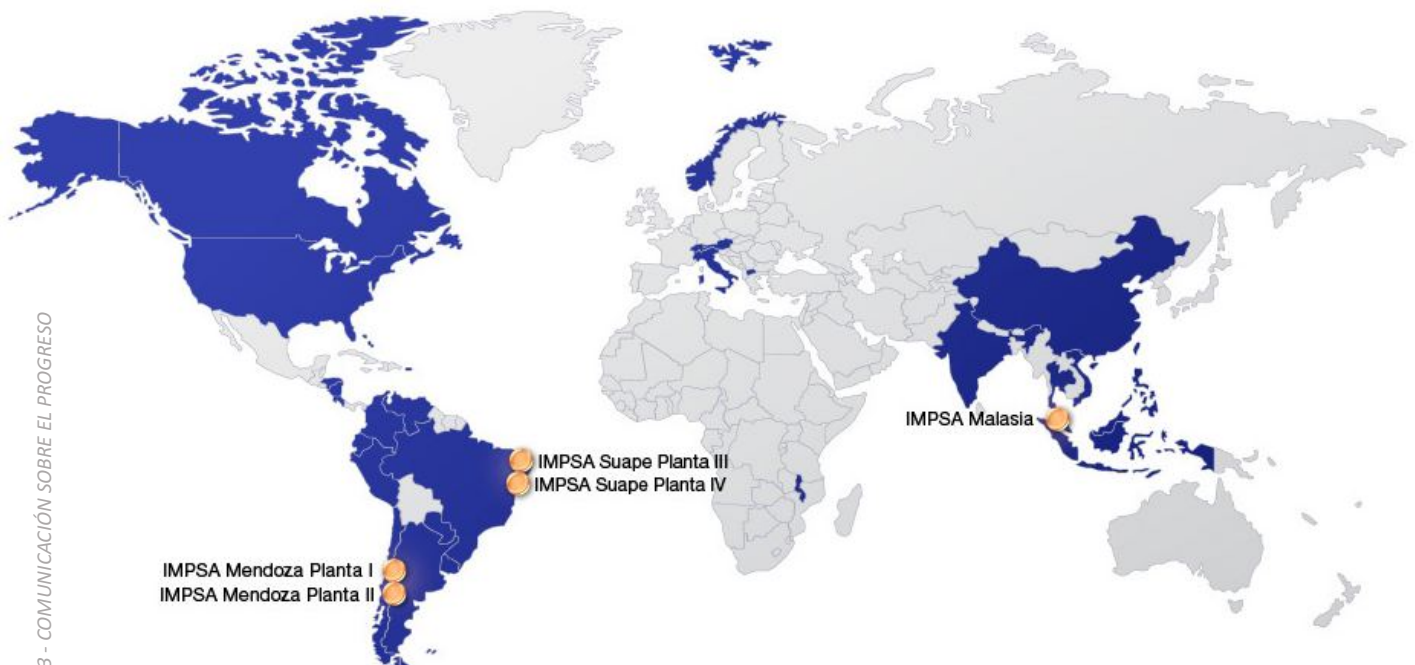 IMPSA Malasia
IMPSA Suape Planta III
IMPSA Suape Planta IV
IMPSA Mendoza Planta I
IMPSA Mendoza Planta II
3 - COMUNICACIÓN SOBRE EL PROGRESO